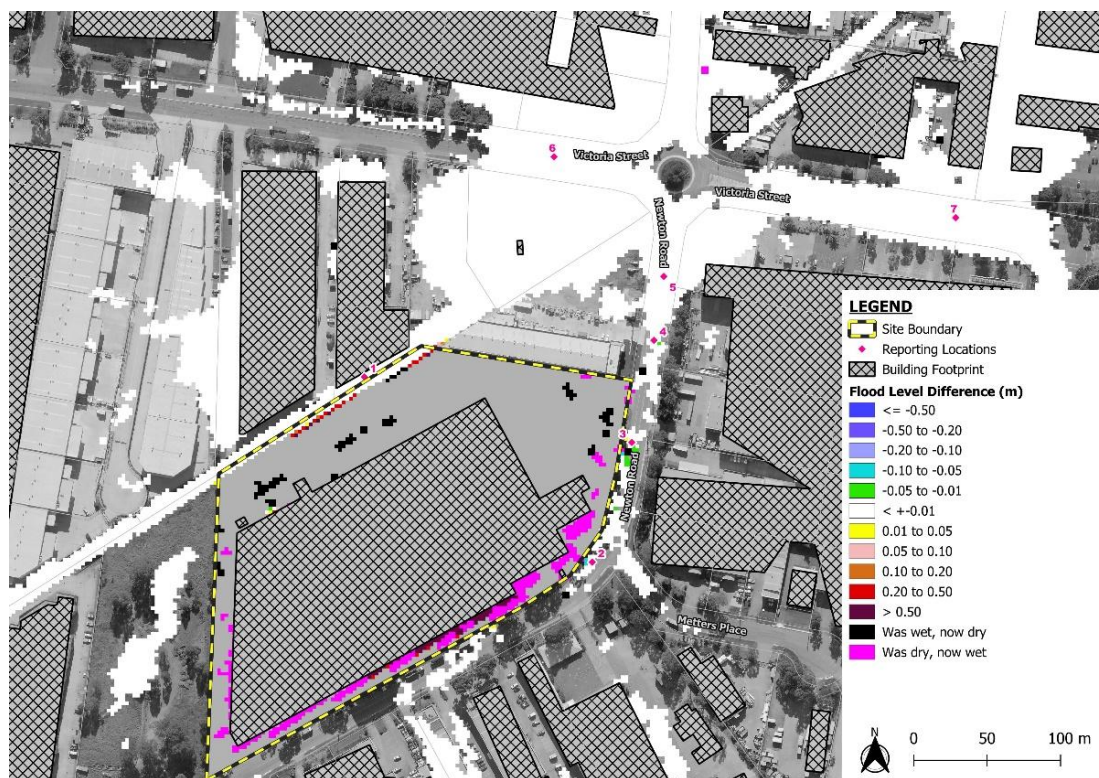 6
Victoria Street
Victoria Street
7
Newton Road
5
4
1
3
Newton Road
2
Metters Place
LEGEND
Site Boundary
Reporting Locations
Building Footprint
Flood Level Difference (m)
<= -0.50
-0.50 to -0.20
-0.20 to -0.10
-0.10 to -0.05
-0.05 to -0.01
< +-0.01
0.01 to 0.05
0.05 to 0.10
0.10 to 0.20
0.20 to 0.50
> 0.50
Was wet, now dry
Was dry, now wet
N
0 50 100 m